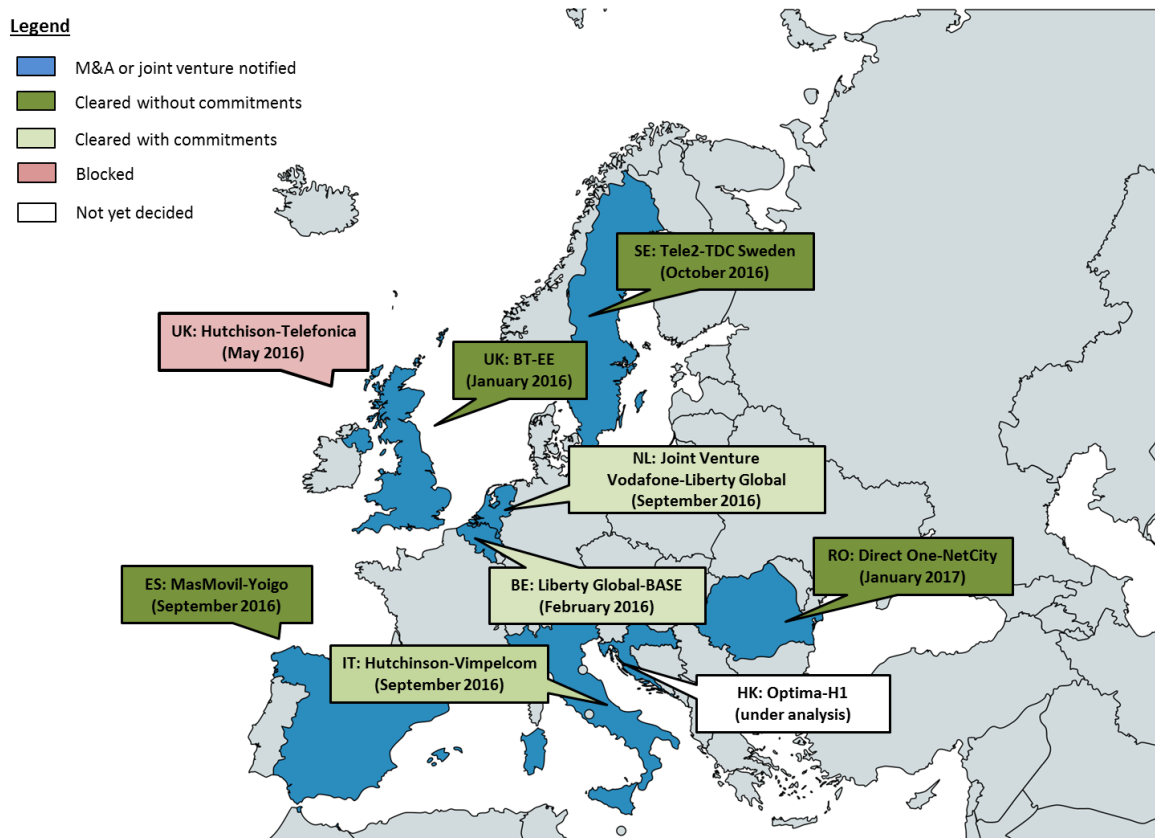 Legend
M&A or joint venture notified
Cleared without commitments
Cleared with commitments
Blocked
Not yet decided
SE: Tele2-TDC Sweden
(October 2016)
UK: Hutchison-Telefonica
(May 2016)
UK: BT-EE
(January 2016)
NL: Joint Venture
Vodafone-Liberty Global
(September 2016)
RO: Direct One-NetCity
(January 2017)
ES: MasMovil-Yoigo
(September 2016)
BE: Liberty Global-BASE
(February 2016)
IT: Hutchinson-Vimpelcom
(September 2016)
HK: Optima-H1
(under analysis)